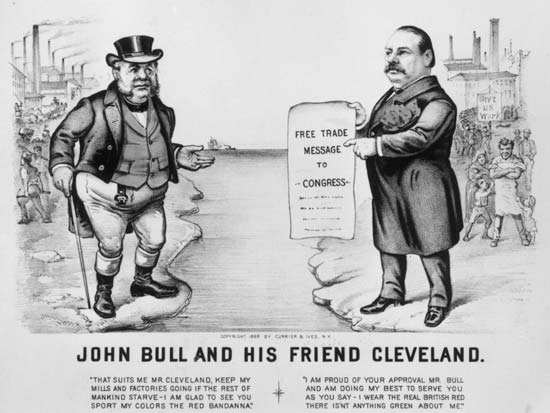 GIVE
US
Work
FREE TRADE
MESSAGE
TO
CONGRESS
COPYRIGHT 1888 BY CURRIER & IVES, N.Y.
JOHN BULL AND HIS FRIEND CLEVELAND.
"THAT SUITS ME MR. CLEVELAND, KEEP MY
MILLS AND FACTORIES GOING IF THE REST OF
MANKIND STARVE - I AM GLAD TO SEE YOU
SPORT MY COLORS THE RED BANDANNA."
"I AM PROUD OF YOUR APPROVAL MR. BULL
AND AM DOING MY BEST TO SERVE YOU
AS YOU SAY - I WEAR THE REAL BRITISH RED
THERE ISN'T ANYTHING GREEN ABOUT ME"